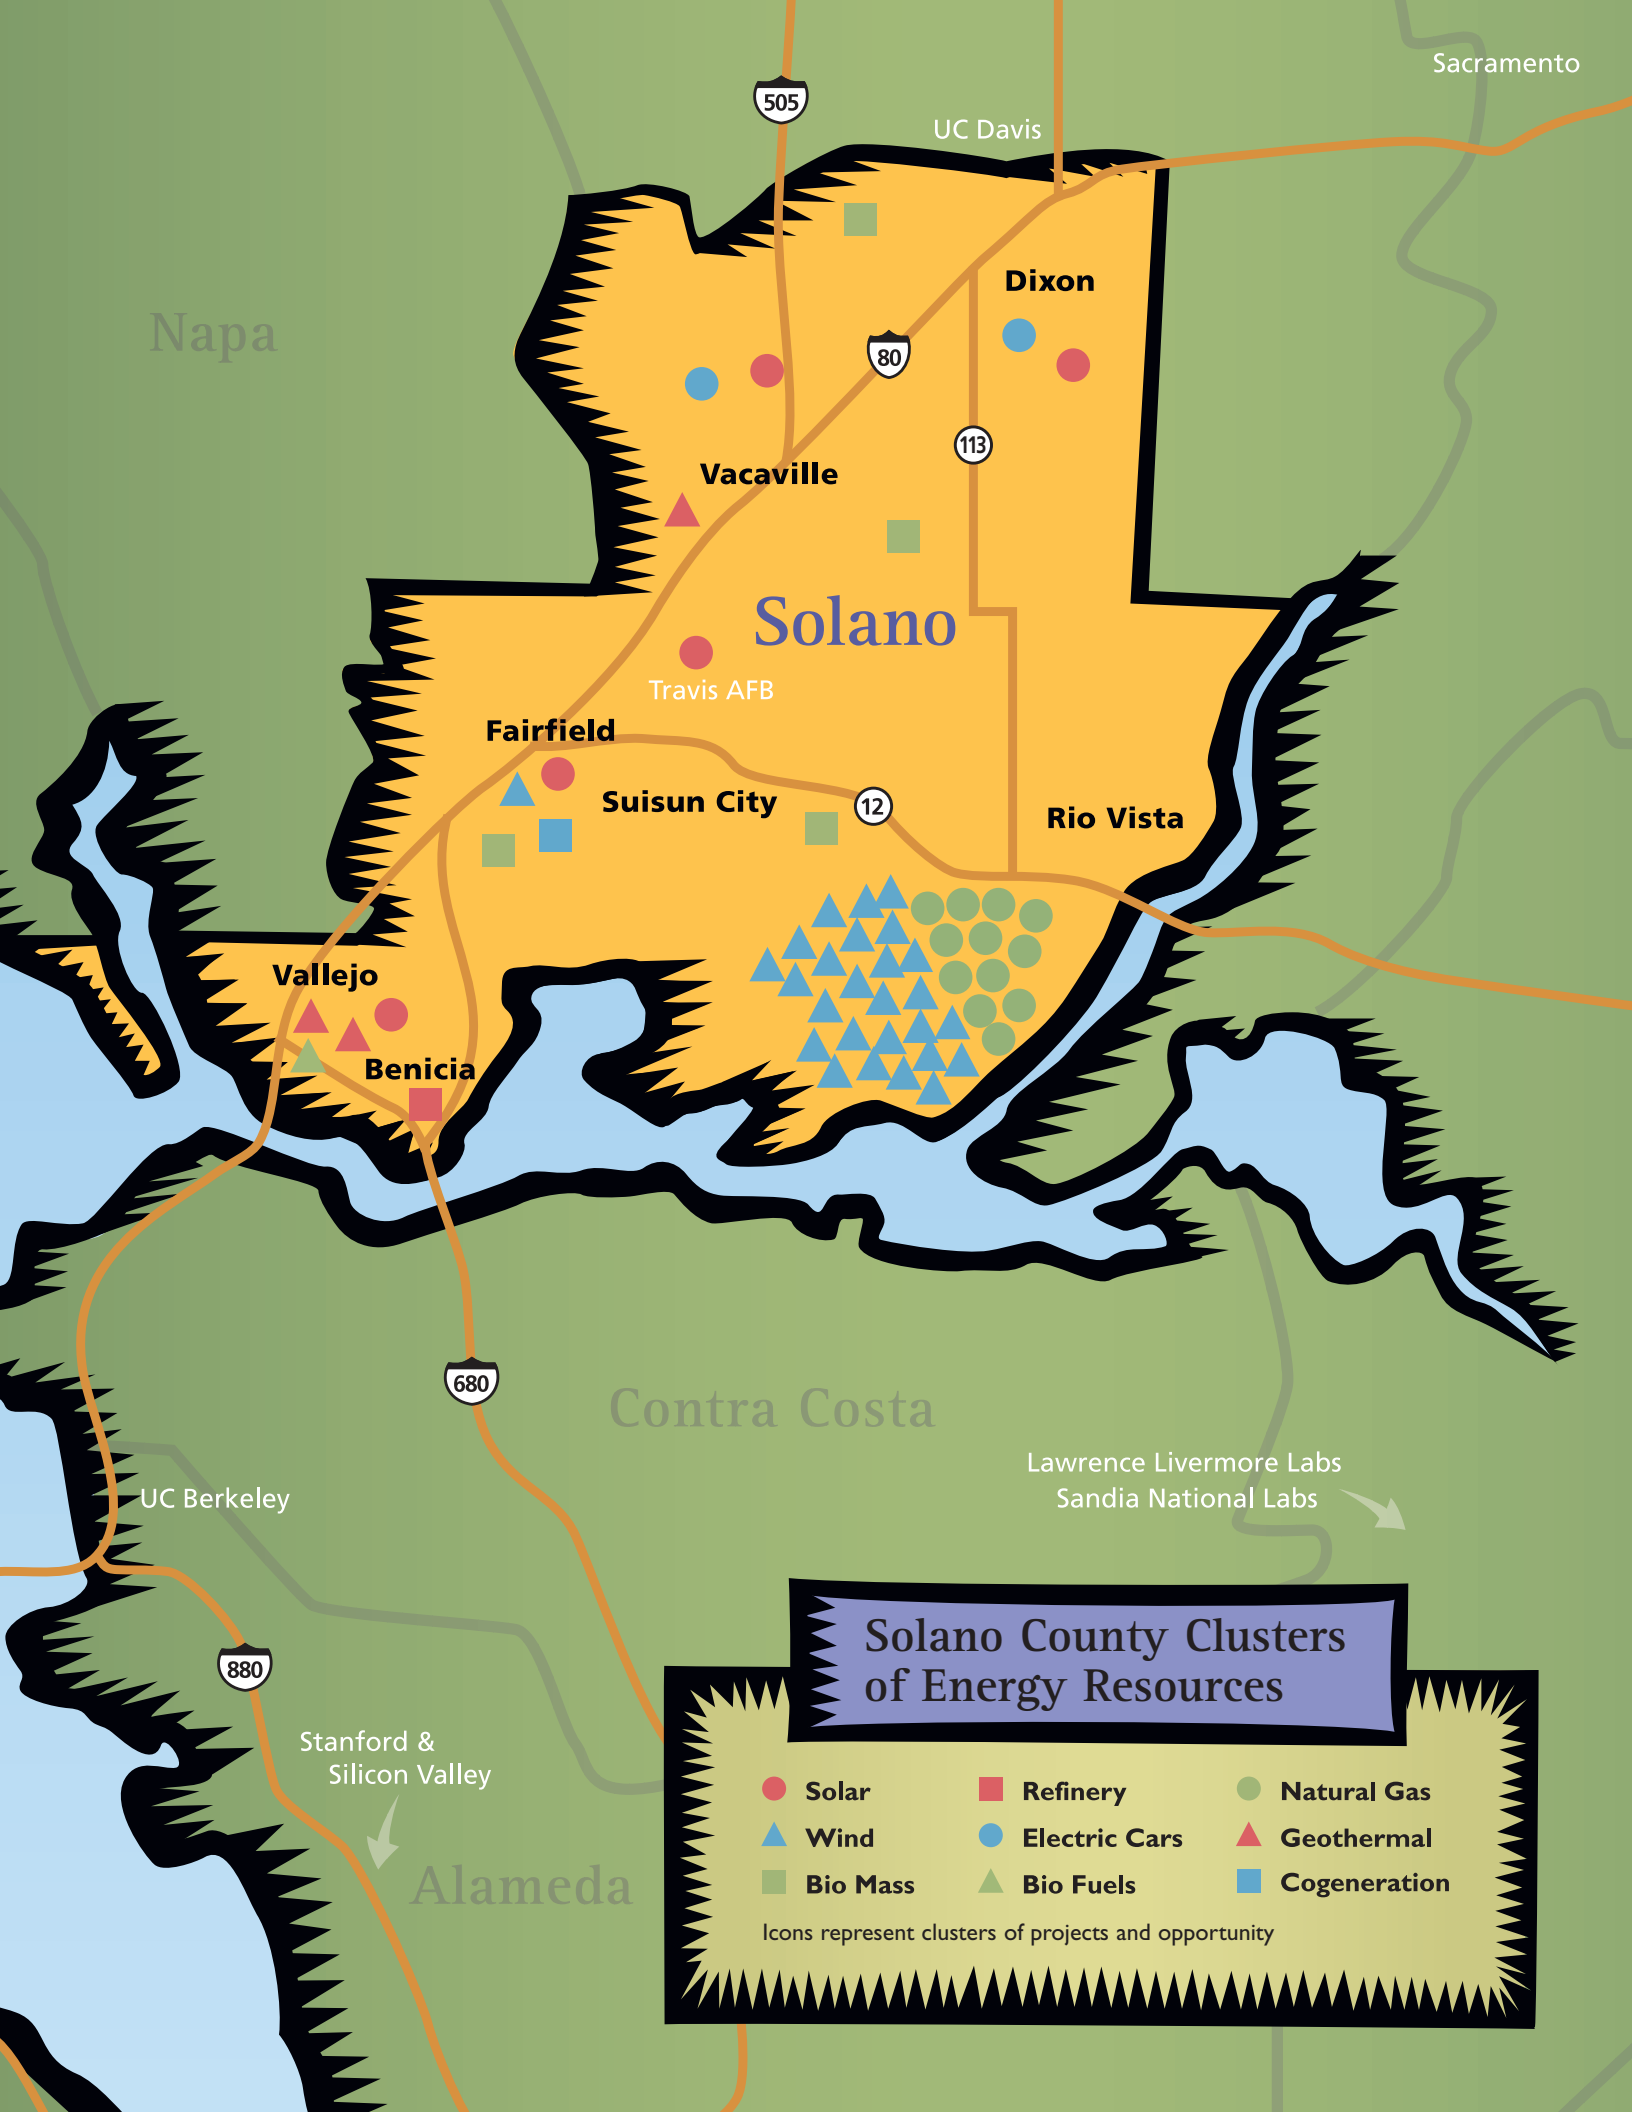 Sacramento
505
UC Davis
Dixon
Napa
80
113
Vacaville
Solano
Travis AFB
Fairfield
Suisun City
12
Rio Vista
Vallejo
Benicia
680
Contra Costa
Lawrence Livermore Labs
Sandia National Labs
UC Berkeley
880
Stanford &
Silicon Valley
Alameda
Solano County Clusters
of Energy Resources
Solar
Refinery
Natural Gas
Wind
Electric Cars
Geothermal
Bio Mass
Bio Fuels
Cogeneration
Icons represent clusters of projects and opportunity